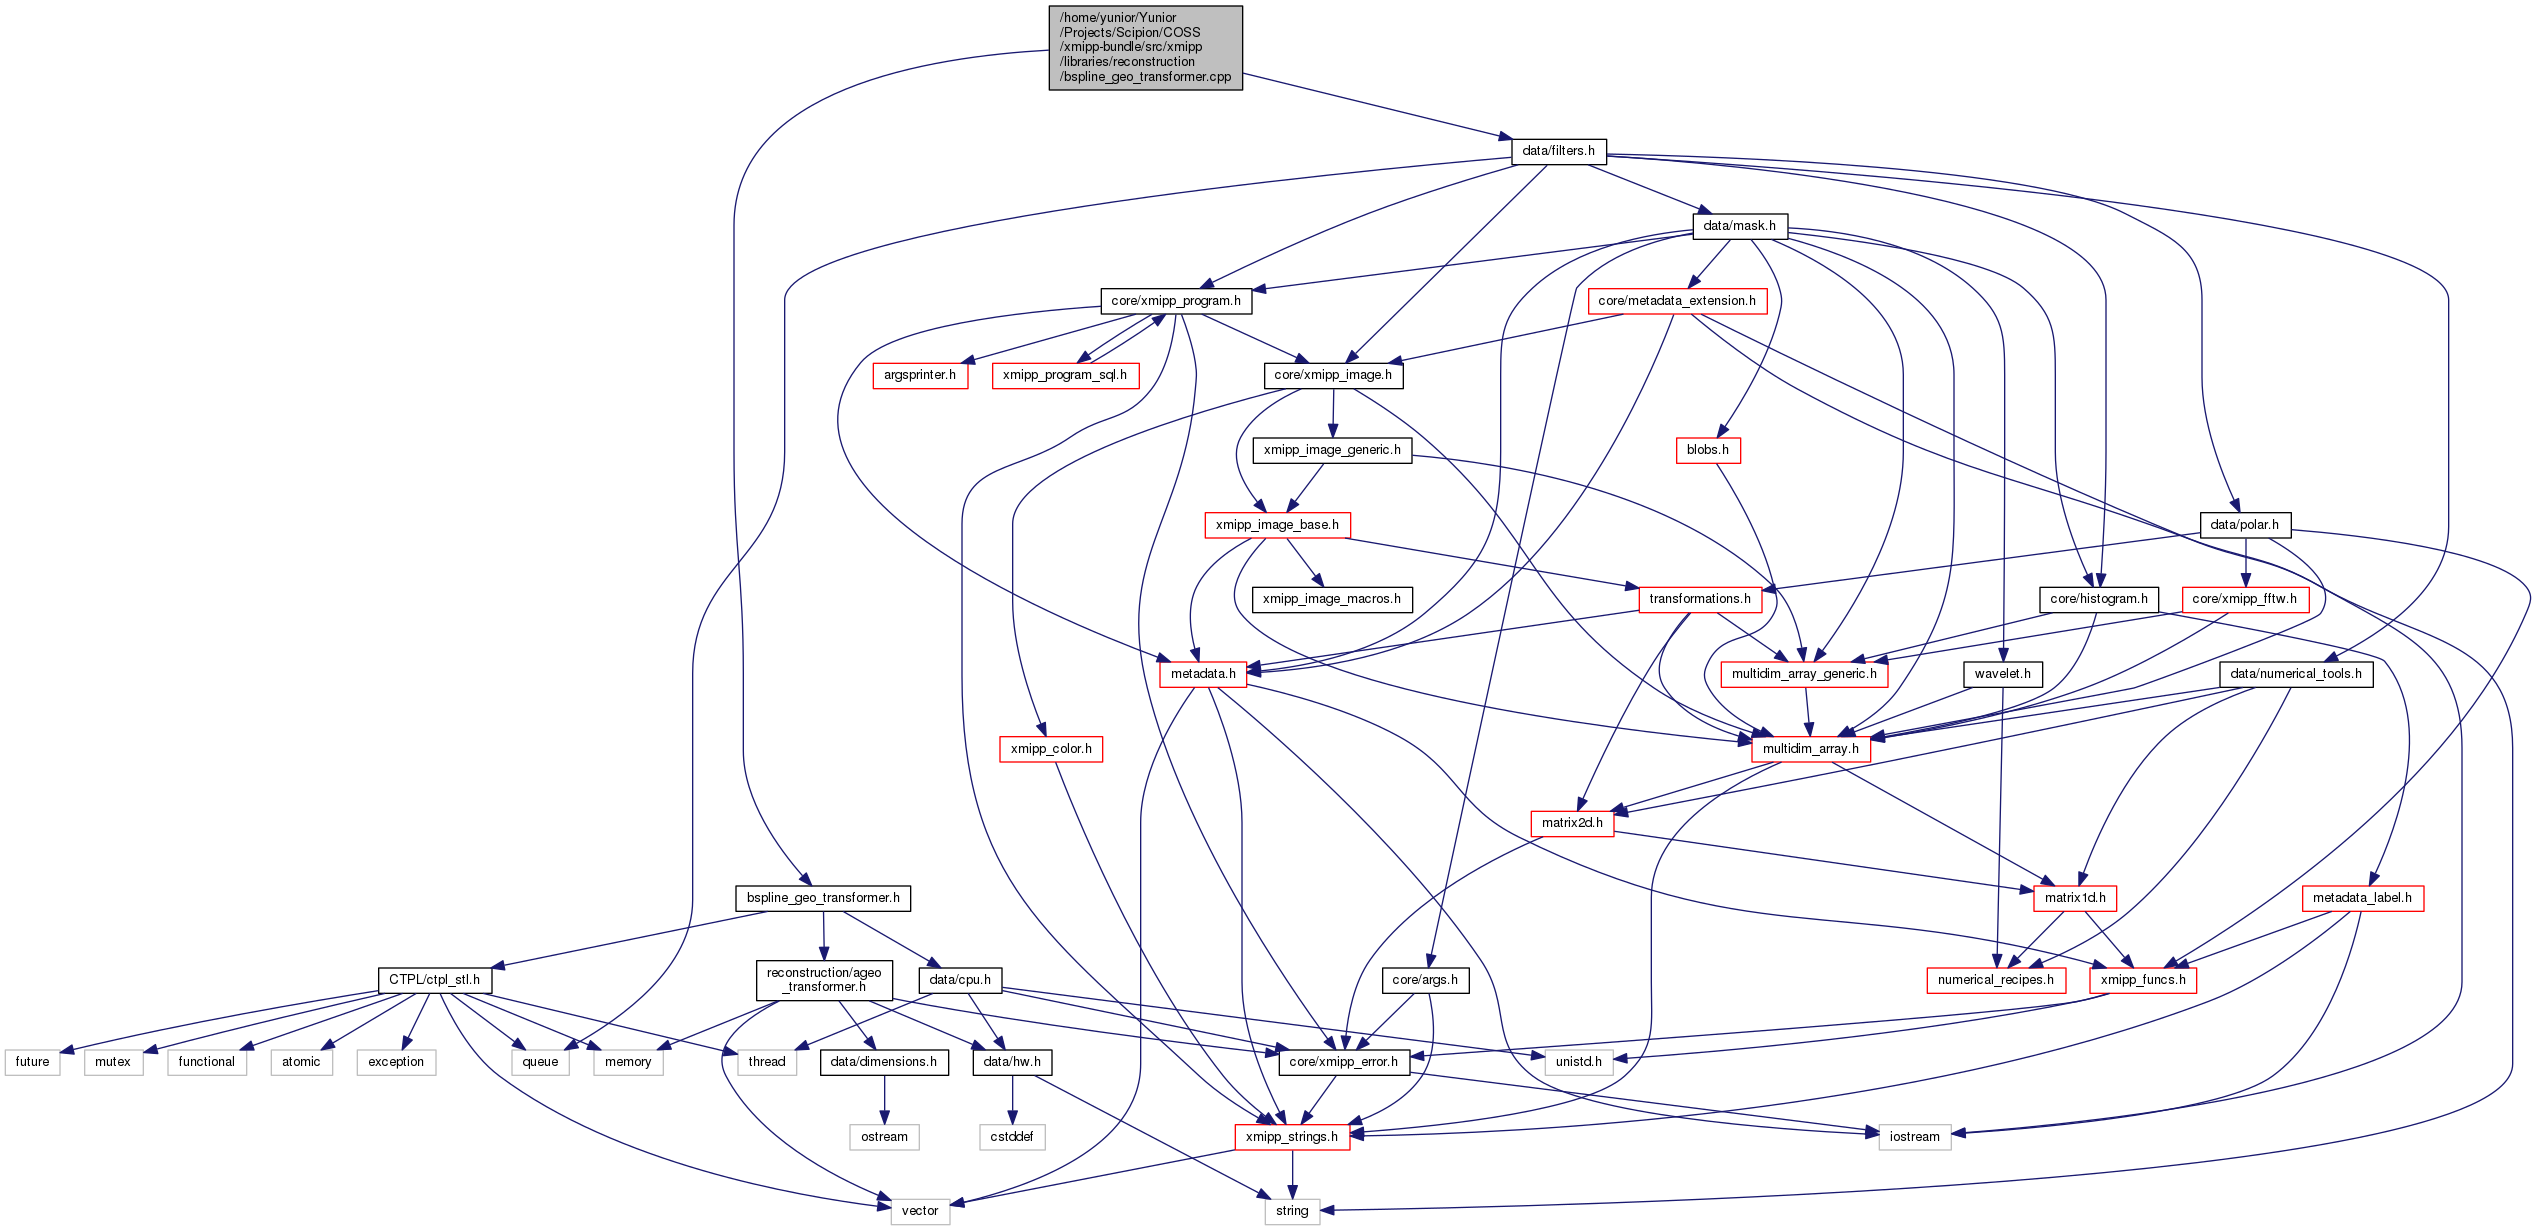 /home/yunior/Yunior
/Projects/Scipion/COSS
/xmipp-bundle/src/xmipp
/libraries/reconstruction
/bspline_geo_transformer.cpp
data/filters.h
data/mask.h
core/xmipp_program.h
core/metadata_extension.h
argsprinter.h
xmipp_program_sql.h
core/xmipp_image.h
xmipp_image_generic.h
blobs.h
xmipp_image_base.h
data/polar.h
xmipp_image_macros.h
transformations.h
core/histogram.h
core/xmipp_fftw.h
metadata.h
multidim_array_generic.h
wavelet.h
data/numerical_tools.h
xmipp_color.h
multidim_array.h
matrix2d.h
bspline_geo_transformer.h
matrix1d.h
metadata_label.h
CTPL/ctpl_stl.h
reconstruction/ageo
_transformer.h
data/cpu.h
core/args.h
numerical_recipes.h
xmipp_funcs.h
future
mutex
functional
atomic
exception
queue
memory
thread
data/dimensions.h
data/hw.h
core/xmipp_error.h
unistd.h
ostream
cstddef
xmipp_strings.h
iostream
vector
string